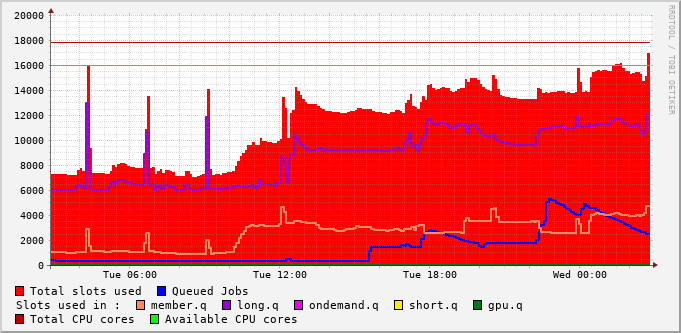 20000
18000
16000
14000
12000
10000
8000
6000
4000
2000
0
Tue 06:00 Tue 12:00 Tue 18:00 Wed 00:00
Total slots used Queued Jobs
Slots used in : member.q long.q ondemand.q short.q gpu.q
Total CPU cores Available CPU cores
RRDTOOL / TOBI OETIKER